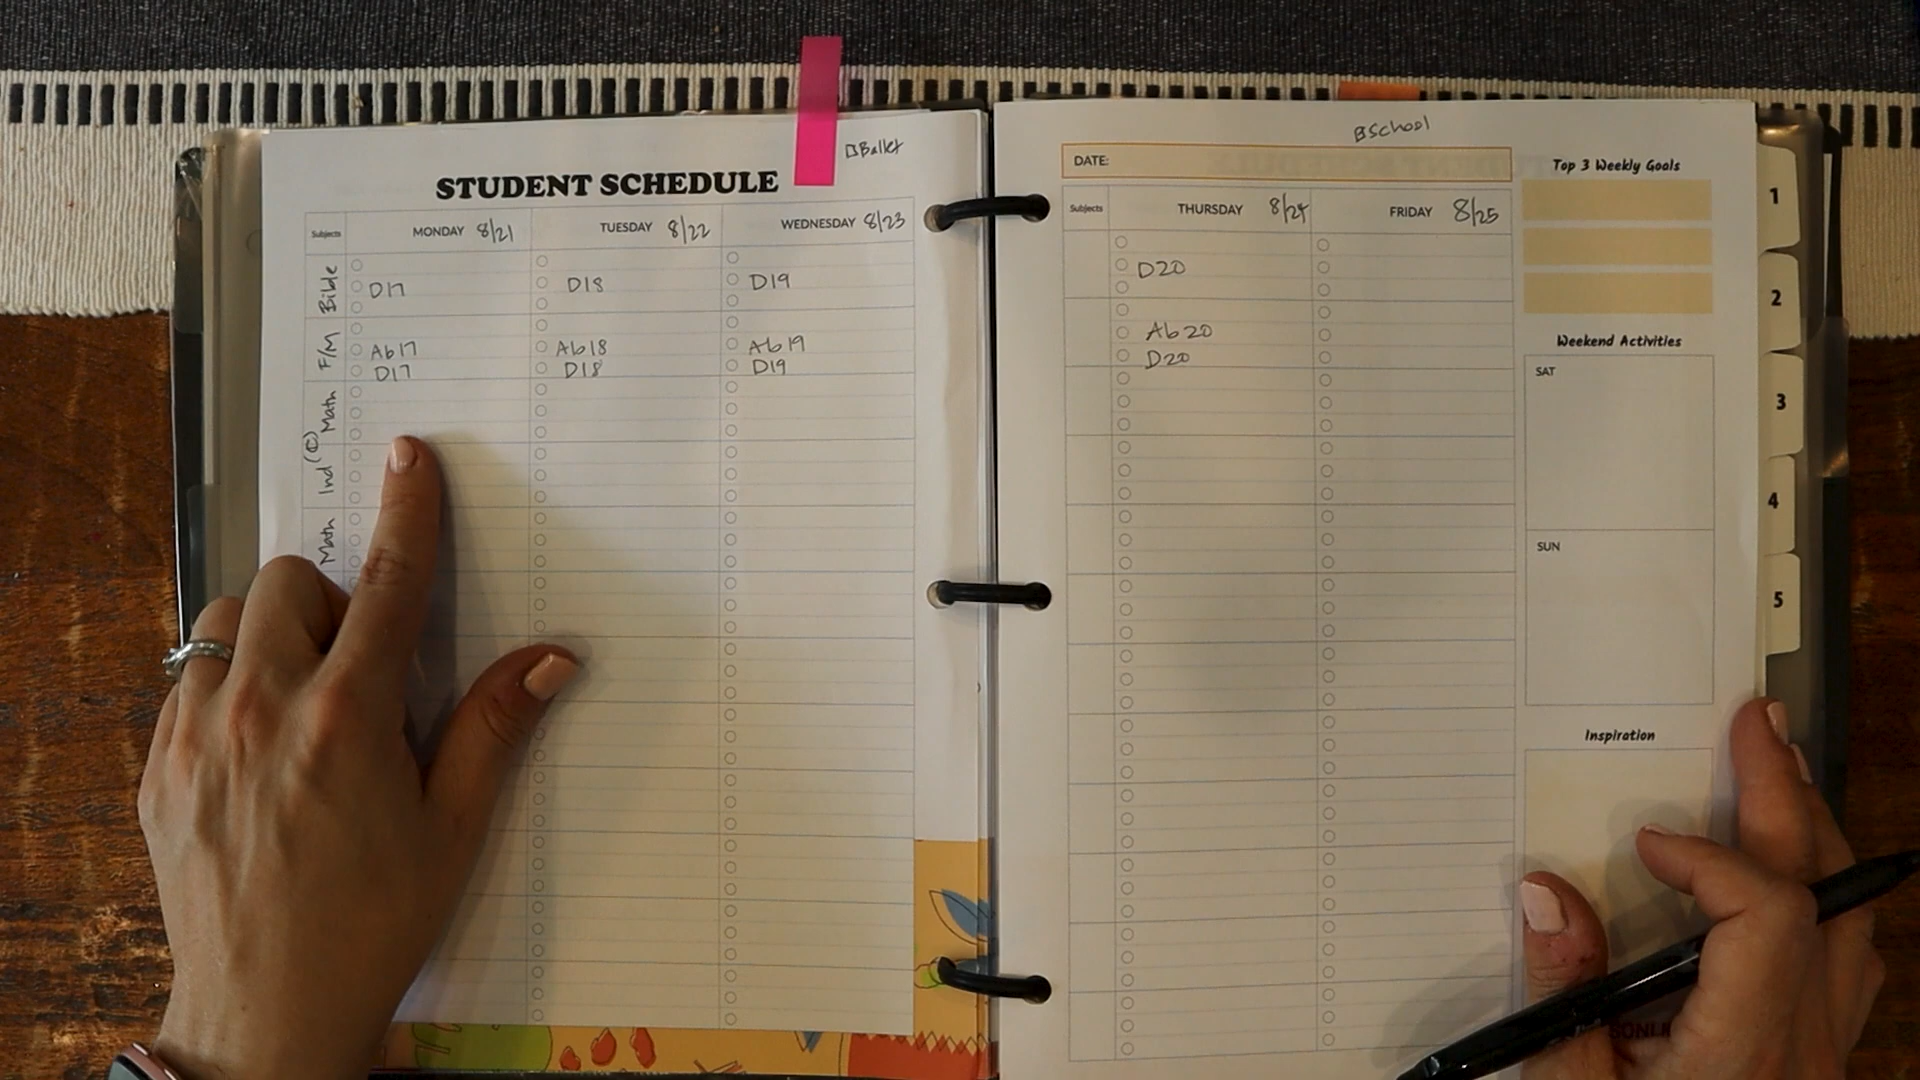 □Ballet
STUDENT SCHEDULE
Subjects MONDAY 8/21 TUESDAY 8/22 WEDNESDAY 8/23
Bible D17 D18 D19
F/M Ab17 Ab18 Ab19
D17 D18 D19
Math
Ind (C)
Math
School
DATE:
Subjects THURSDAY 8/24 FRIDAY 8/25
D20
Ab20
D20
Top 3 Weekly Goals
Weekend Activities
SAT
SUN
Inspiration
1
2
3
4
5